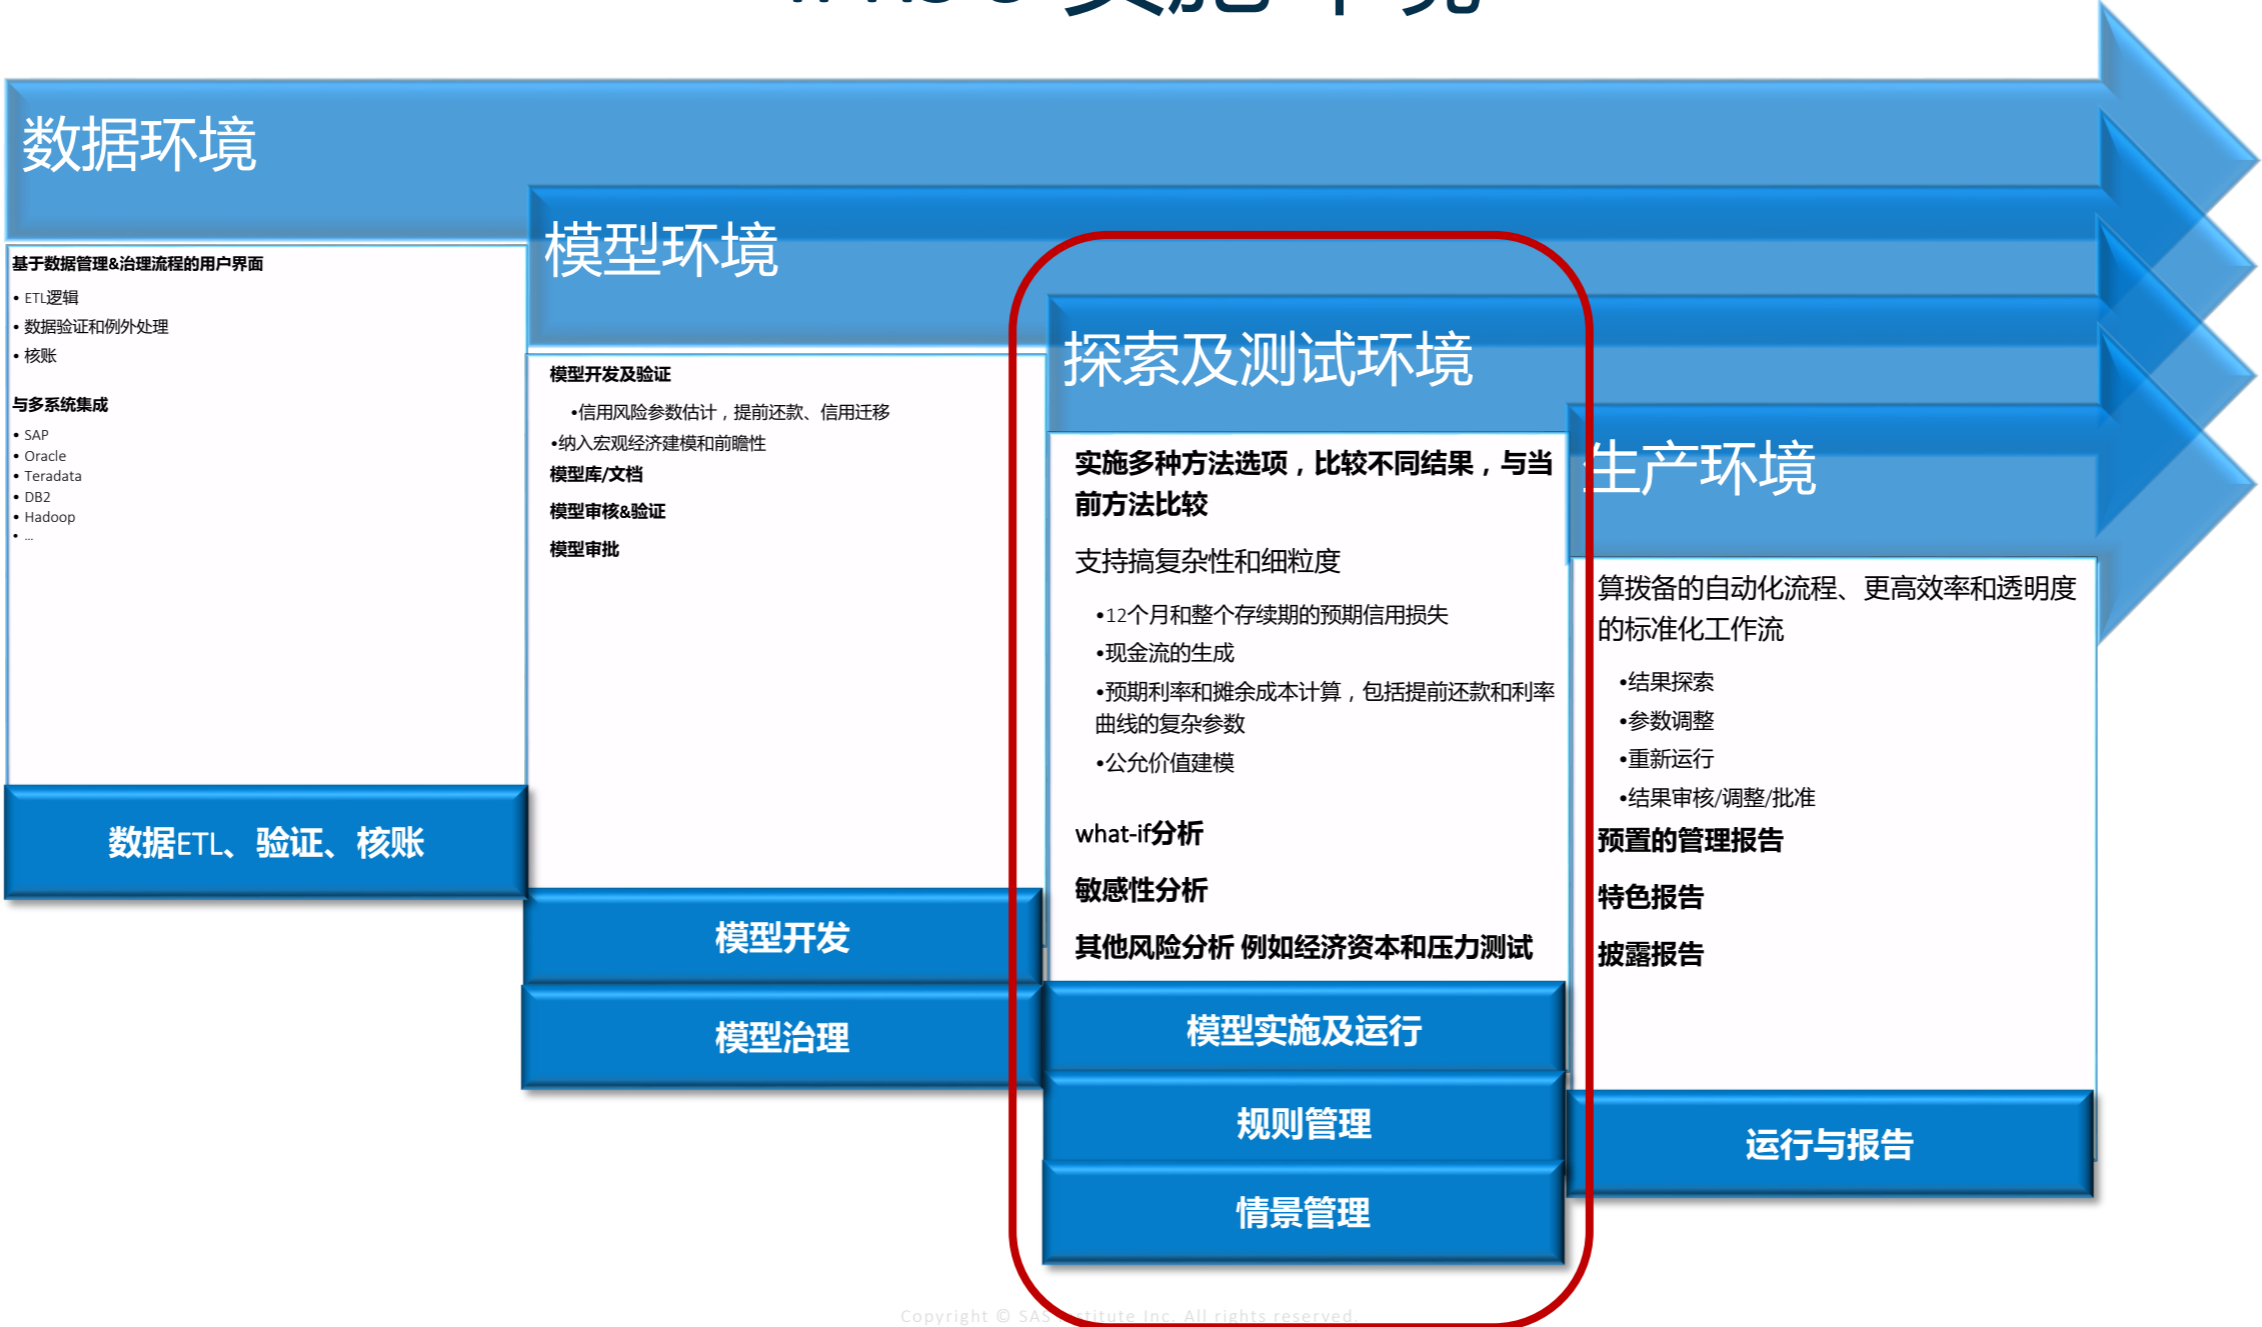 数据环境
基于数据管理&治理流程的用户界面
• ETL逻辑
• 数据验证和例外处理
• 核账
与多系统集成
• SAP
• Oracle
• Teradata
• DB2
• Hadoop
• ...
数据ETL、验证、核账
模型环境
模型开发及验证
•信用风险参数估计，提前还款、信用迁移
•纳入宏观经济建模和前瞻性
模型库/文档
模型审核&验证
模型审批
模型开发
模型治理
探索及测试环境
实施多种方法选项，比较不同结果，与当
前方法比较
支持搞复杂性和细粒度
•12个月和整个存续期的预期信用损失
•现金流的生成
•预期利率和摊余成本计算，包括提前还款和利率
曲线的复杂参数
•公允价值建模
what-if分析
敏感性分析
其他风险分析 例如经济资本和压力测试
模型实施及运行
规则管理
情景管理
生产环境
算拨备的自动化流程、更高效率和透明度
的标准化工作流
•结果探索
•参数调整
•重新运行
•结果审核/调整/批准
预置的管理报告
特色报告
披露报告
运行与报告
Copyright © SAS Institute Inc. All rights reserved.